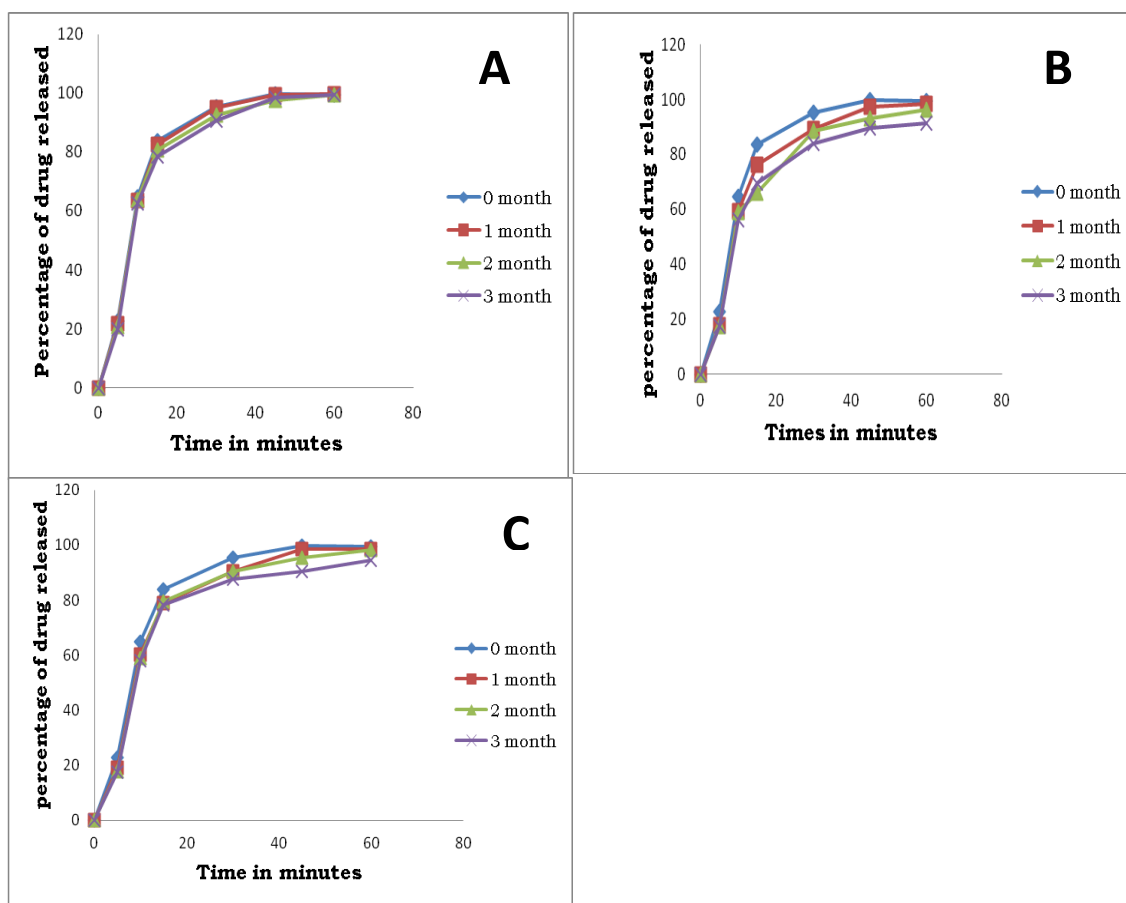 A
Percentage of drug released
120
100
80
60
40
20
0
0 20 40 60 80
Time in minutes
0 month
1 month
2 month
3 month
B
percentage of drug released
120
100
80
60
40
20
0
0 20 40 60 80
Times in minutes
0 month
1 month
2 month
3 month
C
percentage of drug released
120
100
80
60
40
20
0
0 20 40 60 80
Time in minutes
0 month
1 month
2 month
3 month